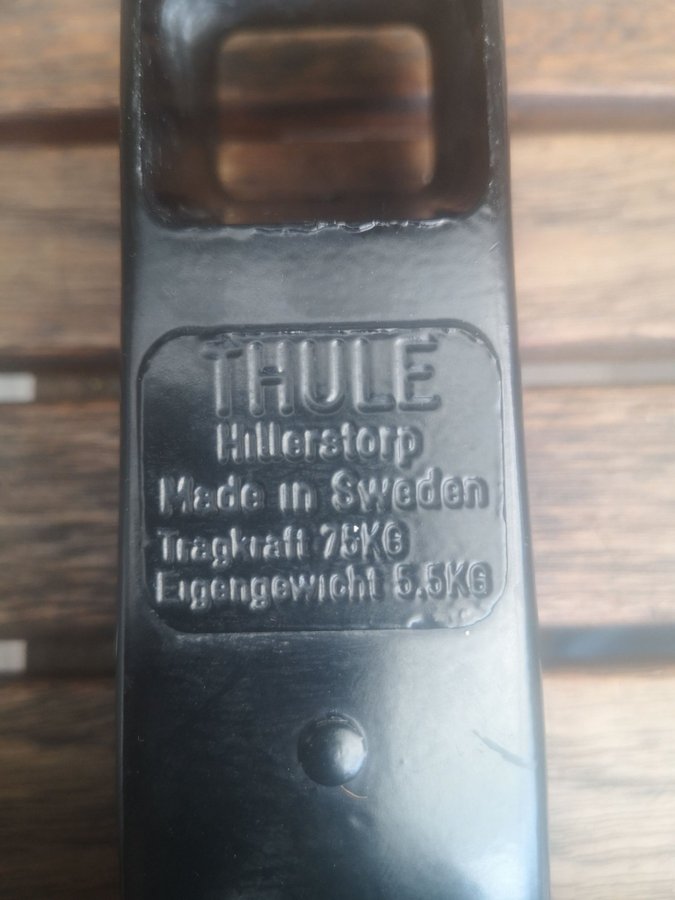 THULE
Hillerstorp
Made in Sweden
Tragkraft 75KG
Eigengewicht 5.5KG